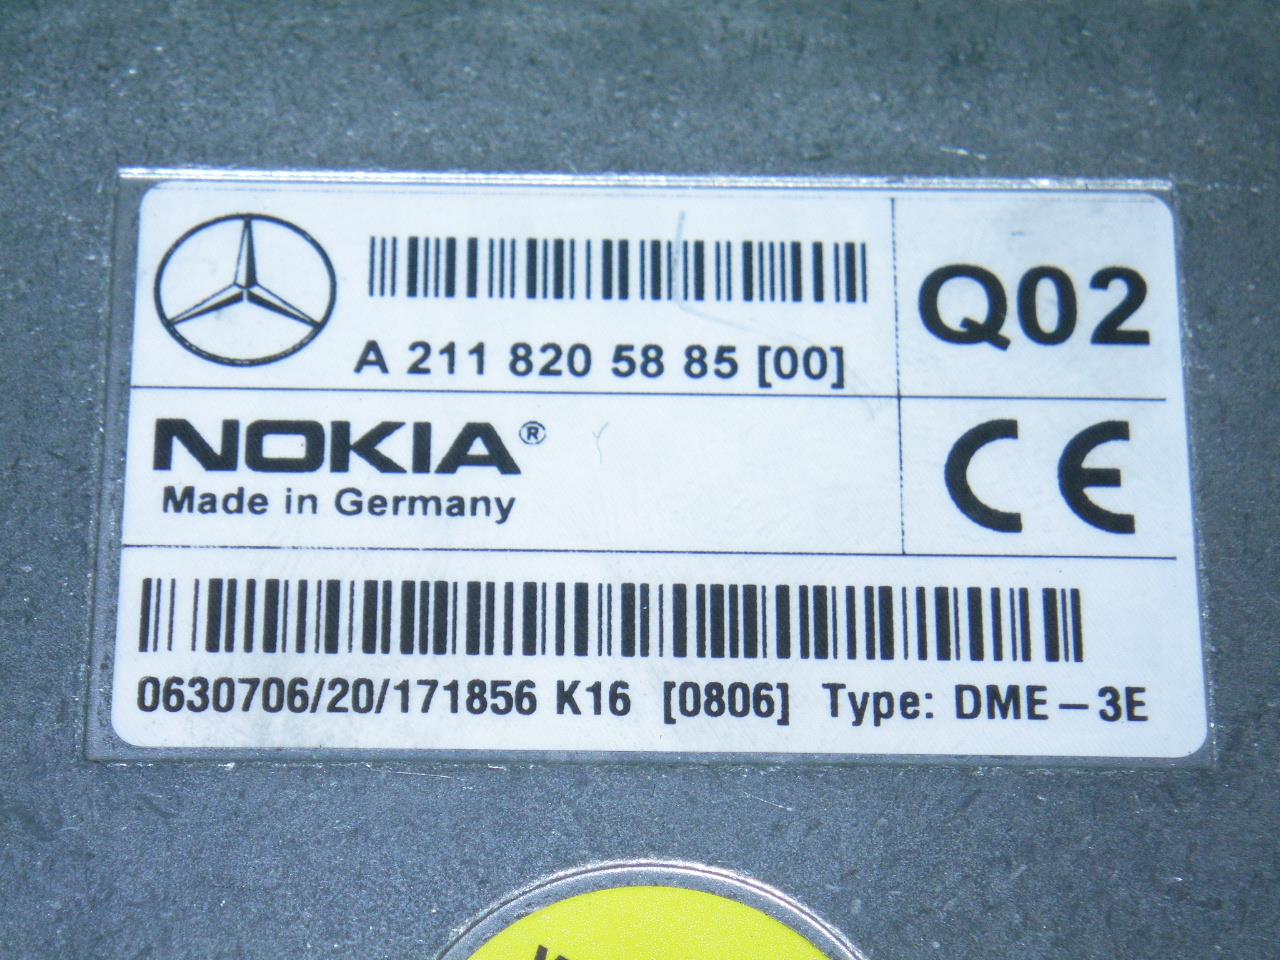 A 211 820 58 85 [00]
Q02
NOKIA®
Made in Germany
CE
0630706/20/171856 K16 [0806] Type: DME-3E